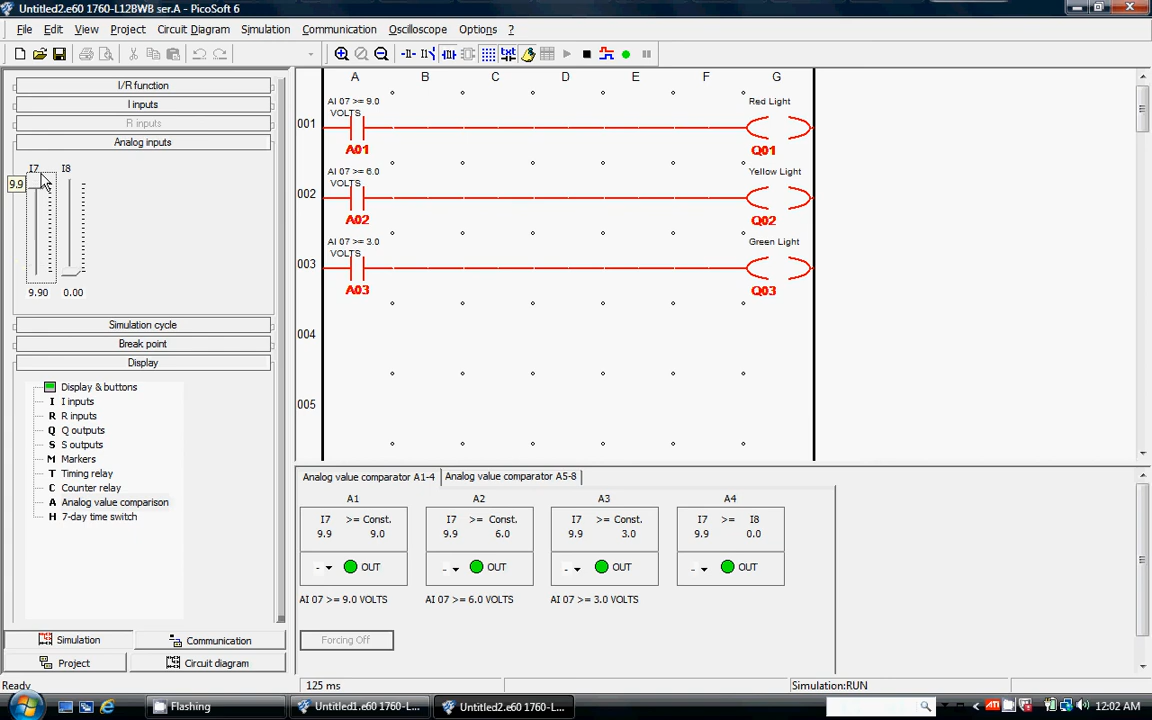 Untitled2.e60 1760-L12BWB ser.A - PicoSoft 6
File Edit View Project Circuit Diagram Simulation Communication Oscilloscope Options ?
I/R function
I inputs
R inputs
Analog inputs
I7 I8
9.9
9.90 0.00
Simulation cycle
Break point
Display
Display & buttons
I I inputs
R R inputs
Q Q outputs
S S outputs
M Markers
T Timing relay
C Counter relay
A Analog value comparison
H 7-day time switch
Simulation Communication
Project Circuit diagram
A B C D E F G
AI 07 >= 9.0 Red Light
VOLTS
001
A01 Q01
AI 07 >= 6.0 Yellow Light
VOLTS
002
A02 Q02
AI 07 >= 3.0 Green Light
VOLTS
003
A03 Q03
004
005
Analog value comparator A1-4 Analog value comparator A5-8
A1 A2 A3 A4
I7 >= Const. I7 >= Const. I7 >= Const. I7 >= I8
9.9 9.0 9.9 6.0 9.9 3.0 9.9 0.0
- OUT - OUT - OUT - OUT
AI 07 >= 9.0 VOLTS AI 07 >= 6.0 VOLTS AI 07 >= 3.0 VOLTS
Forcing Off
Ready 125 ms Simulation:RUN
Flashing Untitled1.e60 1760-L... Untitled2.e60 1760-L... ATI 12:02 AM